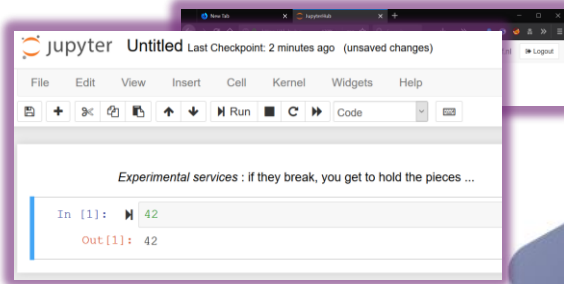 New Tab JupyterHub
Logout
jupyter Untitled Last Checkpoint: 2 minutes ago (unsaved changes)
File Edit View Insert Cell Kernel Widgets Help
Run Code
Experimental services : if they break, you get to hold the pieces ...
In [1]: 42
Out[1]: 42